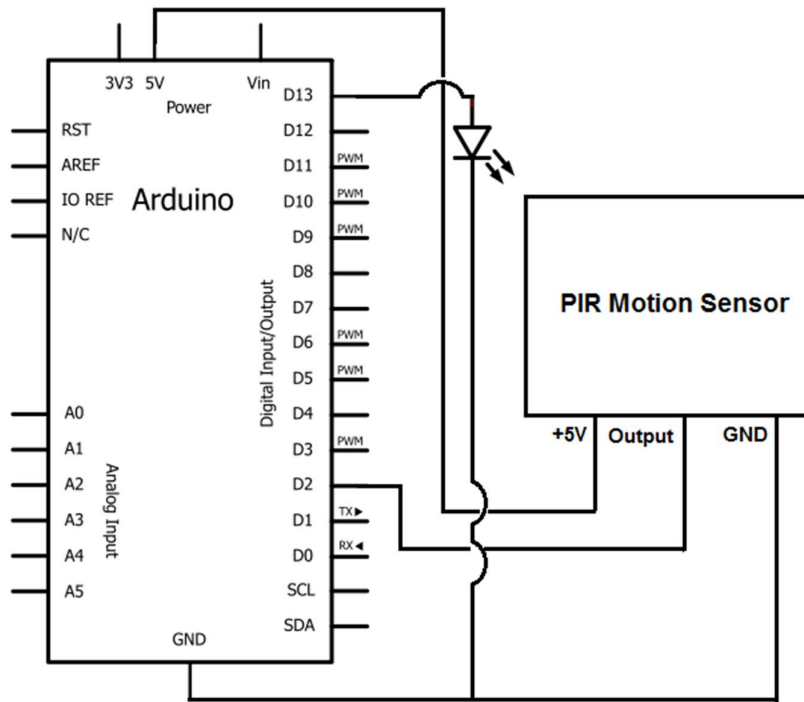 3V3 5V Vin
Power
Arduino
RST
AREF
IO REF
N/C
A0
A1
A2
A3
A4
A5
Analog Input
D13
D12
D11 PWM
D10 PWM
D9 PWM
D8
D7
D6 PWM
D5 PWM
D4
D3 PWM
D2
D1 TX▶
D0 RX◀
SCL
SDA
Digital Input/Output
GND
PIR Motion Sensor
+5V Output GND